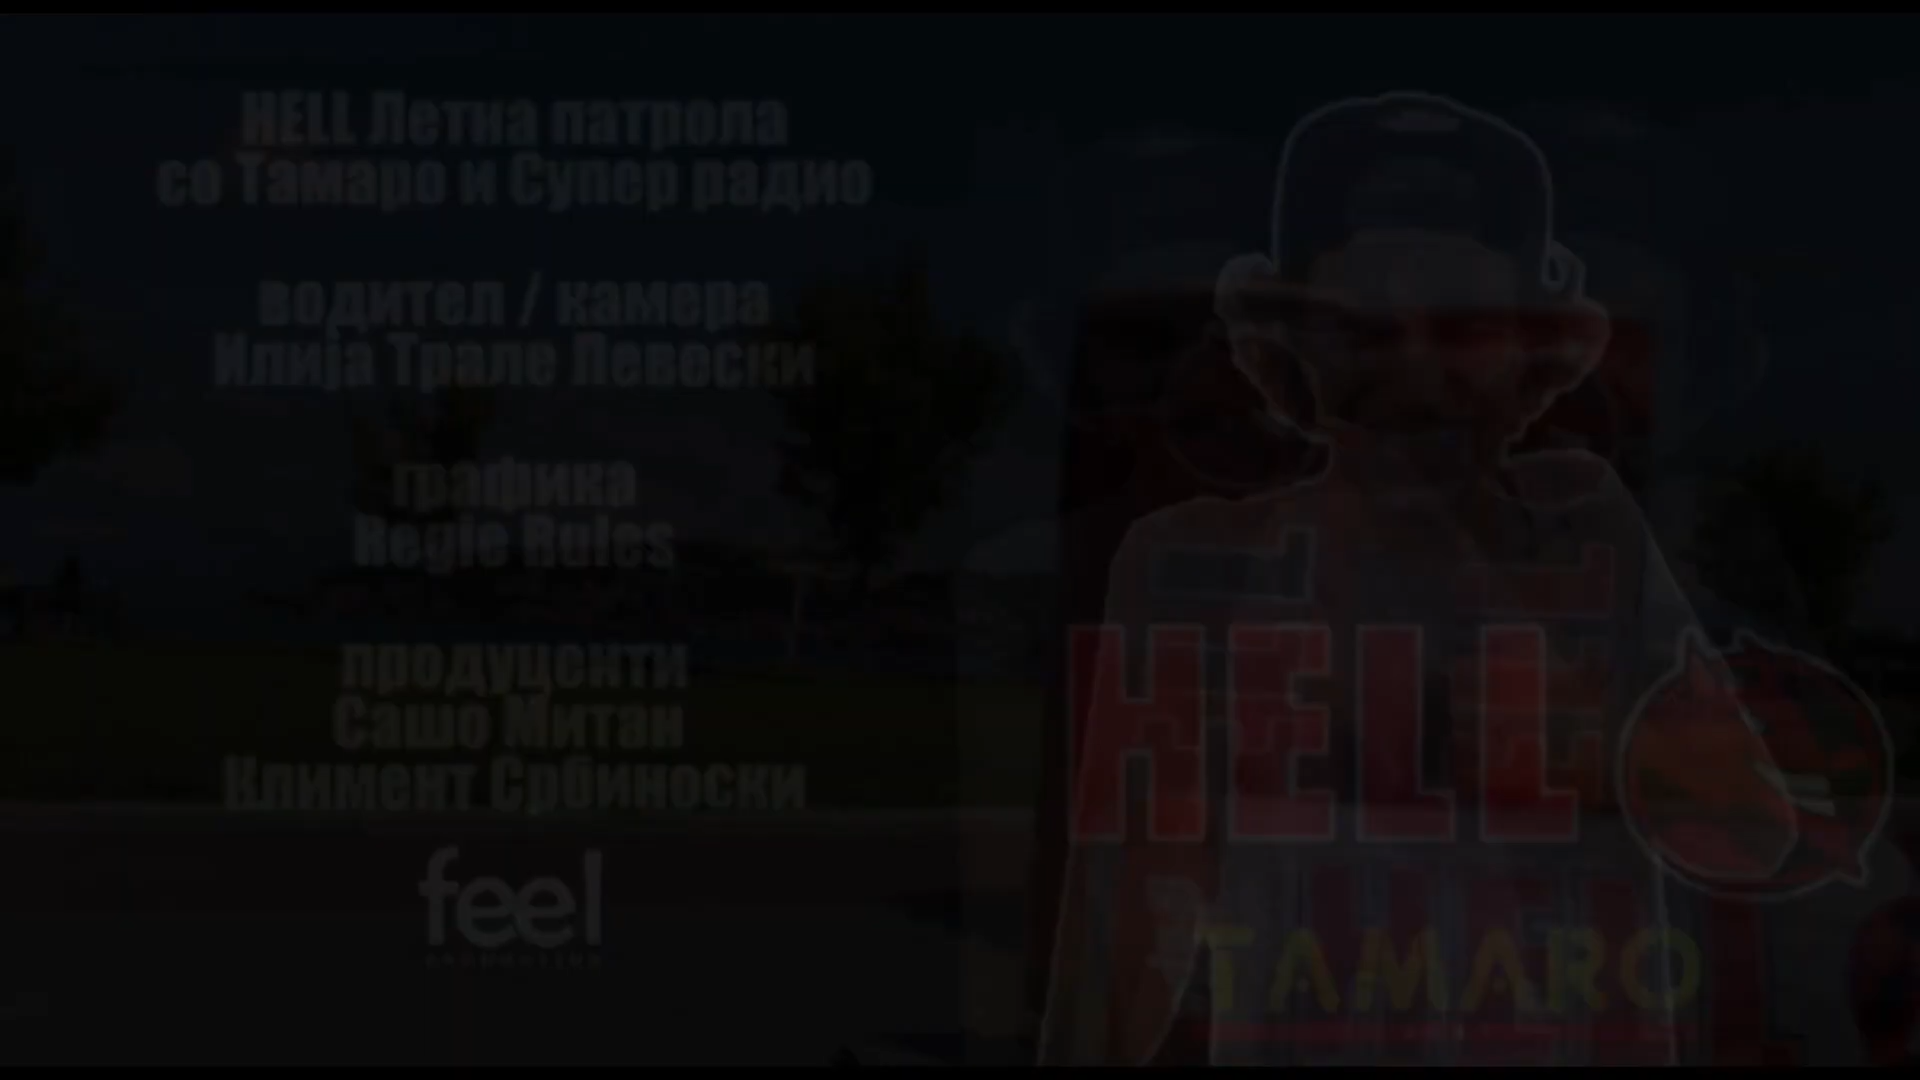 HELL Летна патрола
со Тамаро и Супер радио
водител / камера
Илија Трале Левески
графика
Regie Rules
продуценти
Сашо Митан
Климент Србиноски
feel
HELL
TAMARO